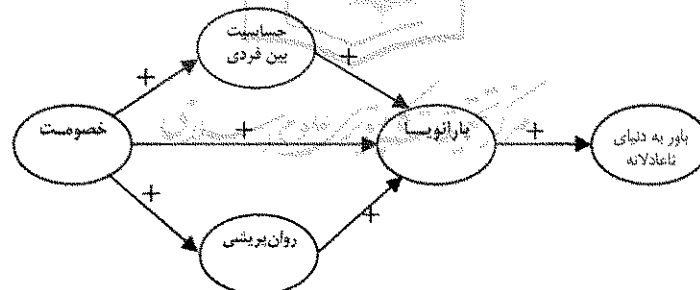 حساسیت
بین فردی
+
+
خصومت
+
پارانویا
+
باور به دنیای
ناعادلانه
+
+
روان‌پریشی